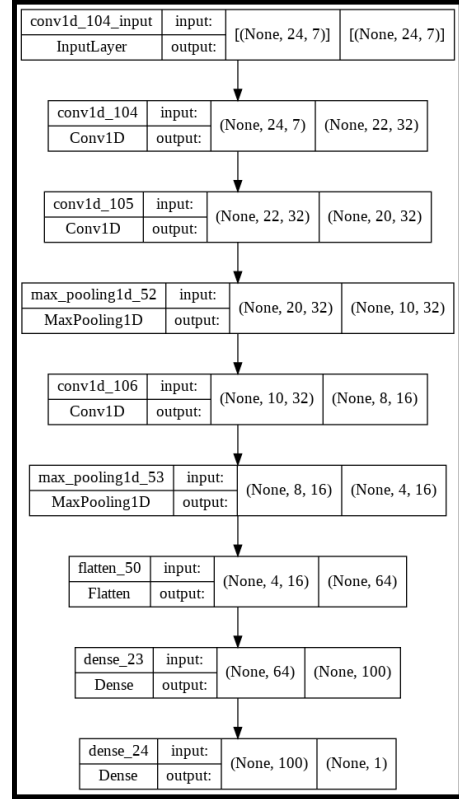 conv1d_104_input input: [(None, 24, 7)] [(None, 24, 7)]
InputLayer output:
conv1d_104 input: (None, 24, 7) (None, 22, 32)
Conv1D output:
conv1d_105 input: (None, 22, 32) (None, 20, 32)
Conv1D output:
max_pooling1d_52 input: (None, 20, 32) (None, 10, 32)
MaxPooling1D output:
conv1d_106 input: (None, 10, 32) (None, 8, 16)
Conv1D output:
max_pooling1d_53 input: (None, 8, 16) (None, 4, 16)
MaxPooling1D output:
flatten_50 input: (None, 4, 16) (None, 64)
Flatten output:
dense_23 input: (None, 64) (None, 100)
Dense output:
dense_24 input: (None, 100) (None, 1)
Dense output: